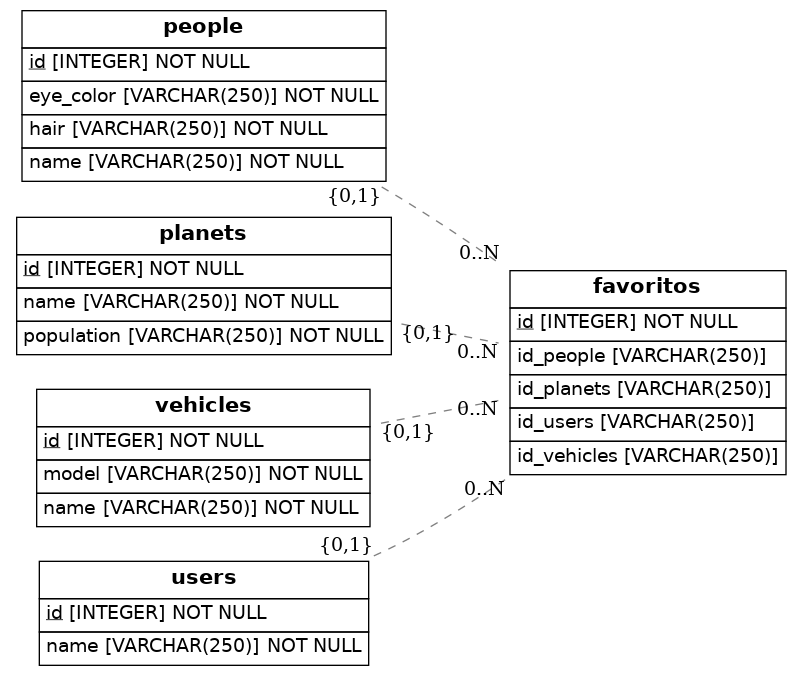 people
id [INTEGER] NOT NULL
eye_color [VARCHAR(250)] NOT NULL
hair [VARCHAR(250)] NOT NULL
name [VARCHAR(250)] NOT NULL
{0,1}
0..N
planets
id [INTEGER] NOT NULL
name [VARCHAR(250)] NOT NULL
population [VARCHAR(250)] NOT NULL
{0,1}
0..N
favoritos
id [INTEGER] NOT NULL
id_people [VARCHAR(250)]
id_planets [VARCHAR(250)]
id_users [VARCHAR(250)]
id_vehicles [VARCHAR(250)]
vehicles
id [INTEGER] NOT NULL
model [VARCHAR(250)] NOT NULL
name [VARCHAR(250)] NOT NULL
0..N
{0,1}
0..N
{0,1}
users
id [INTEGER] NOT NULL
name [VARCHAR(250)] NOT NULL